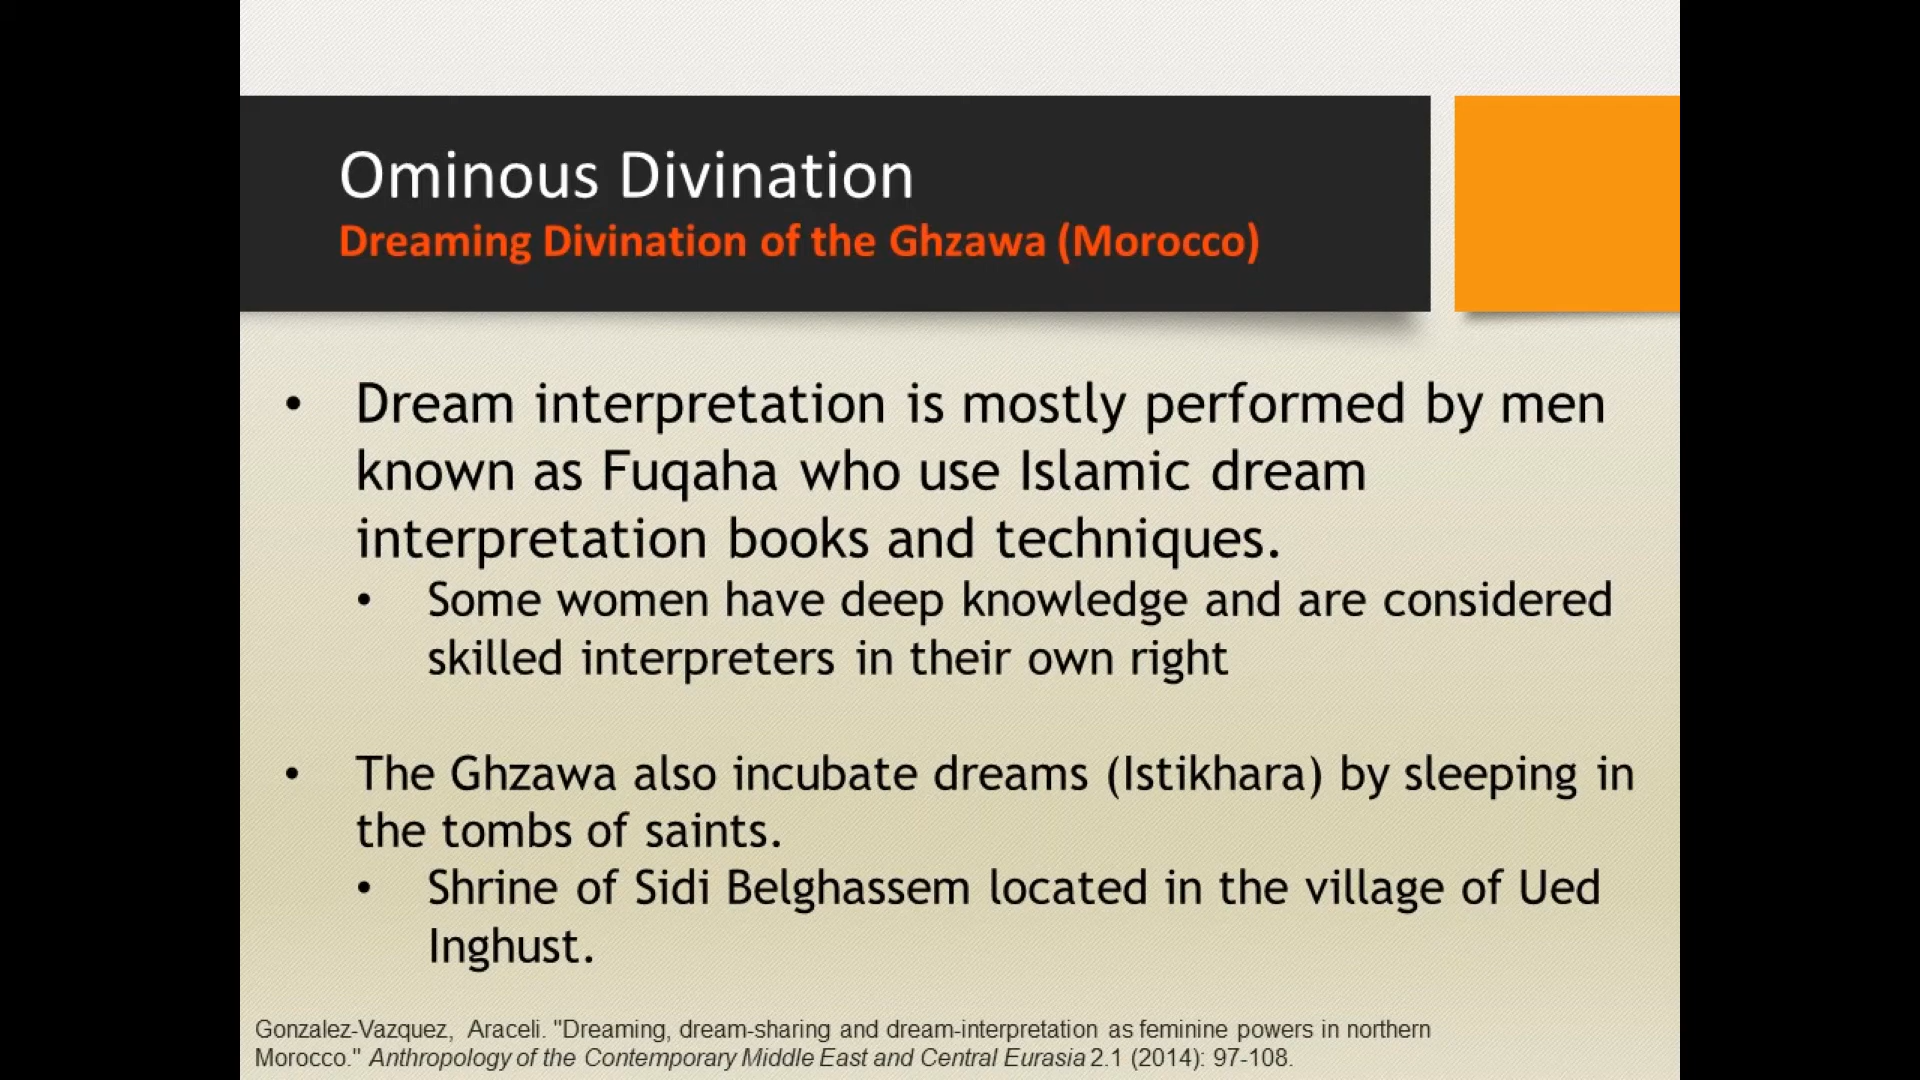 Ominous Divination
Dreaming Divination of the Ghzawa (Morocco)
• Dream interpretation is mostly performed by men
known as Fuqaha who use Islamic dream
interpretation books and techniques.
• Some women have deep knowledge and are considered
skilled interpreters in their own right
• The Ghzawa also incubate dreams (Istikhara) by sleeping in
the tombs of saints.
• Shrine of Sidi Belghassem located in the village of Ued
Inghust.
Gonzalez-Vazquez, Araceli. "Dreaming, dream-sharing and dream-interpretation as feminine powers in northern
Morocco." Anthropology of the Contemporary Middle East and Central Eurasia 2.1 (2014): 97-108.